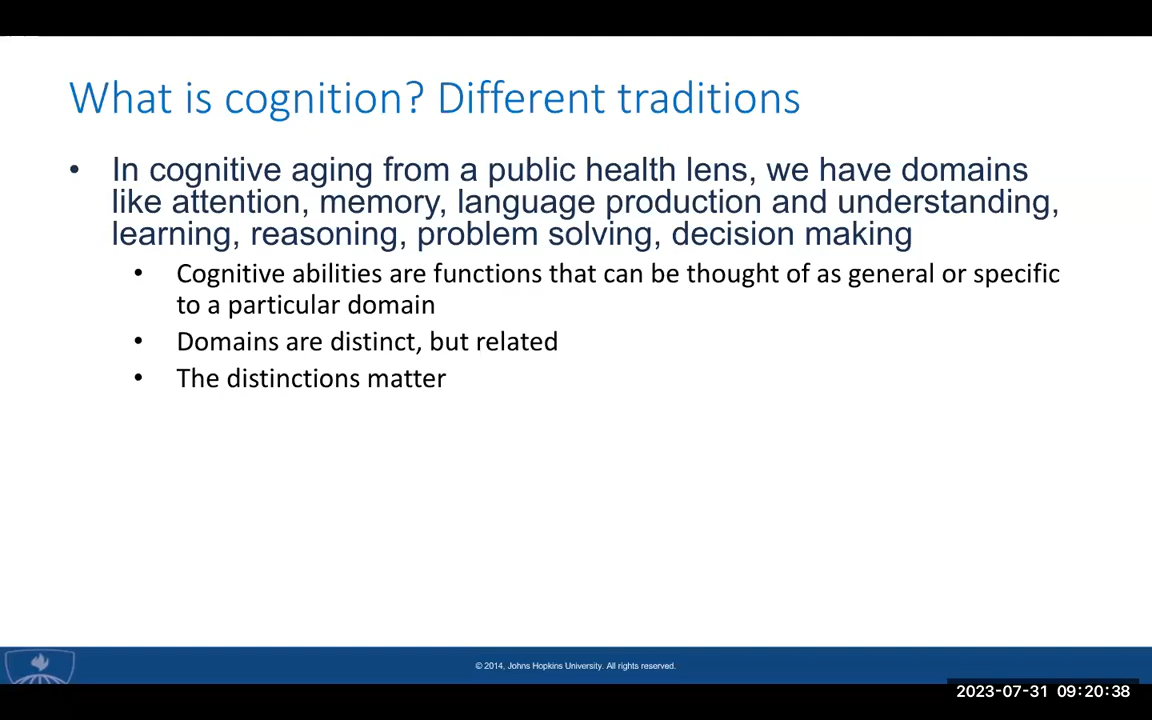 What is cognition? Different traditions
• In cognitive aging from a public health lens, we have domains
like attention, memory, language production and understanding,
learning, reasoning, problem solving, decision making
• Cognitive abilities are functions that can be thought of as general or specific
to a particular domain
• Domains are distinct, but related
• The distinctions matter
© 2014, Johns Hopkins University. All rights reserved.
2023-07-31 09:20:38